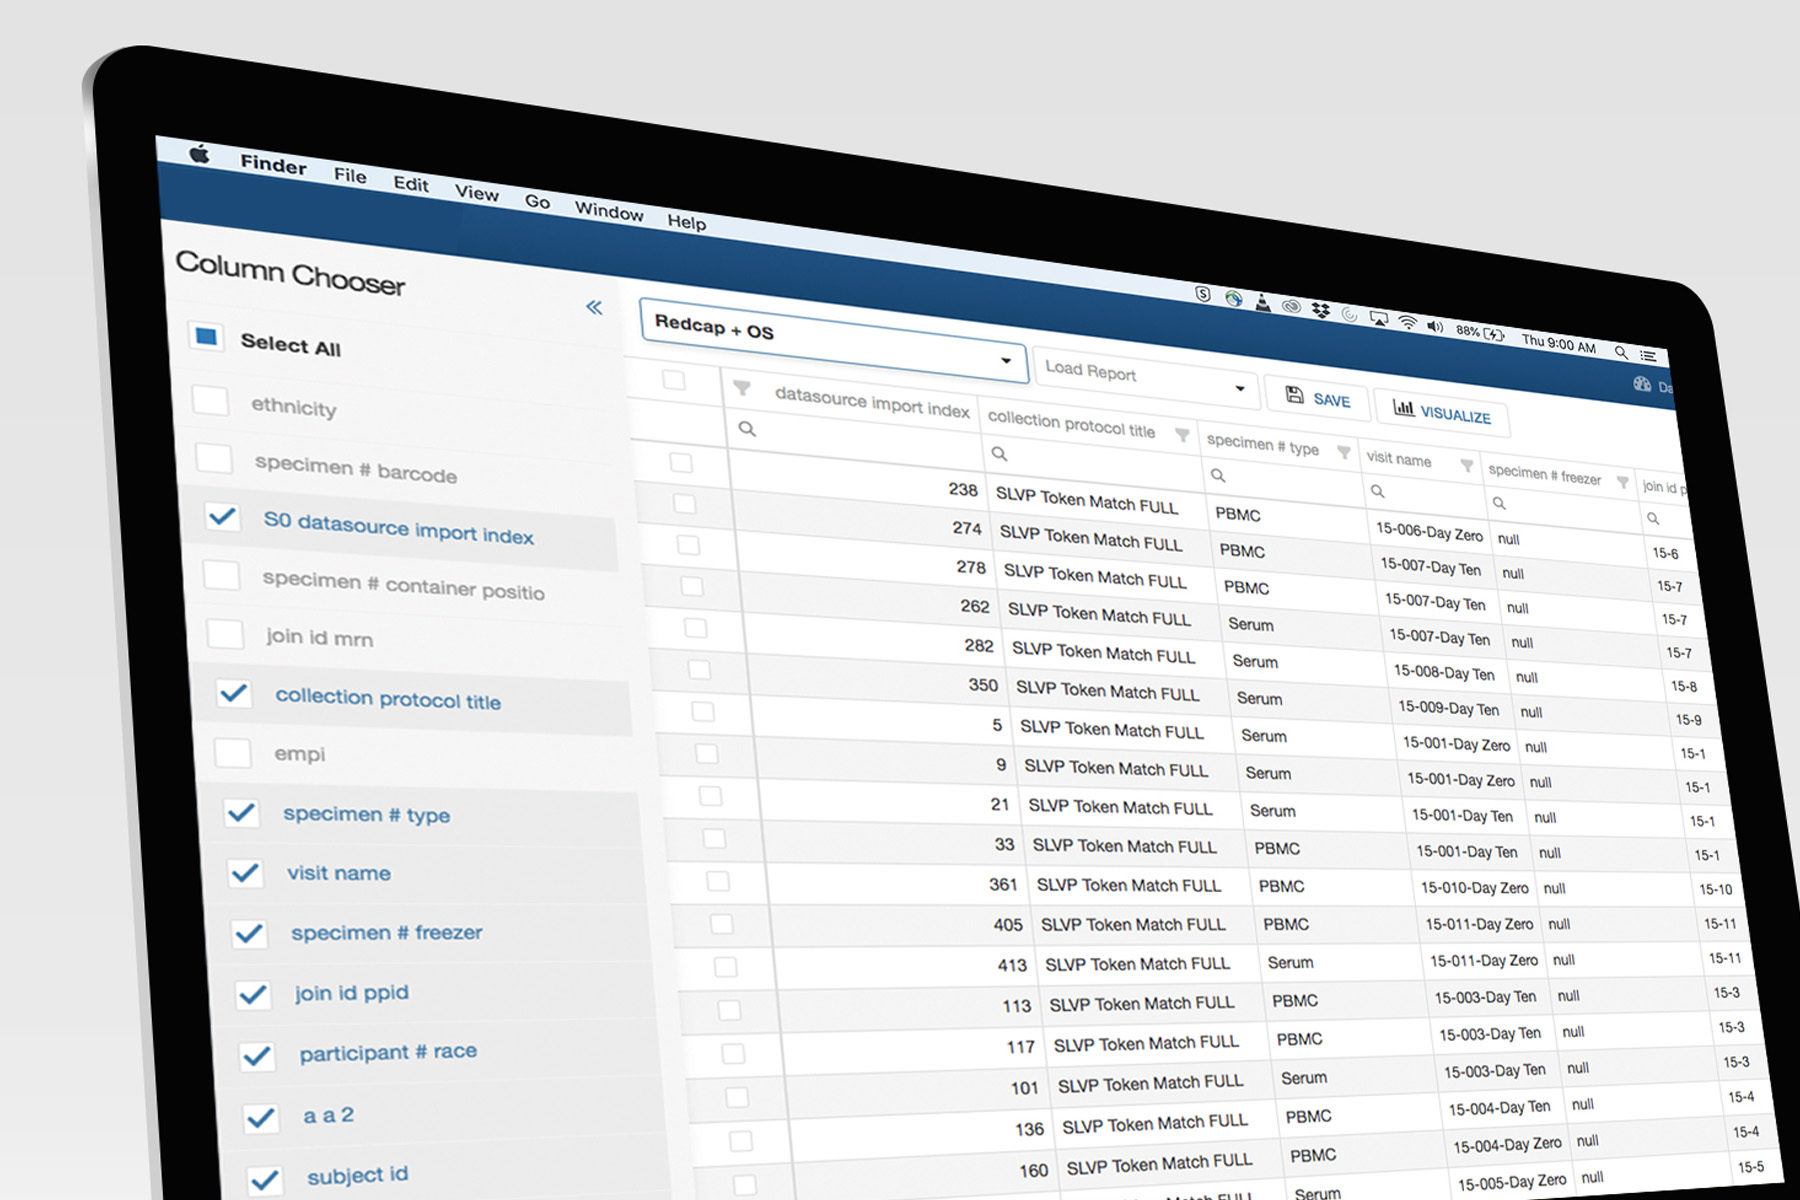 Finder File Edit View Go Window Help
88% Thu 9:00 AM
Column Chooser
Select All
ethnicity
specimen # barcode
S0 datasource import index
specimen # container positio
join id mrn
collection protocol title
empi
specimen # type
visit name
specimen # freezer
join id ppid
participant # race
a a 2
subject id
Redcap + OS
Load Report
SAVE
VISUALIZE
datasource import index collection protocol title specimen # type visit name specimen # freezer join id p
238 SLVP Token Match FULL PBMC 15-006-Day Zero null 15-6
274 SLVP Token Match FULL PBMC 15-007-Day Ten null 15-7
278 SLVP Token Match FULL PBMC 15-007-Day Ten null 15-7
262 SLVP Token Match FULL Serum 15-007-Day Ten null 15-7
282 SLVP Token Match FULL Serum 15-008-Day Ten null 15-8
350 SLVP Token Match FULL Serum 15-009-Day Ten null 15-9
5 SLVP Token Match FULL Serum 15-001-Day Zero null 15-1
9 SLVP Token Match FULL Serum 15-001-Day Zero null 15-1
21 SLVP Token Match FULL Serum 15-001-Day Ten null 15-1
33 SLVP Token Match FULL PBMC 15-001-Day Ten null 15-1
361 SLVP Token Match FULL PBMC 15-010-Day Zero null 15-10
405 SLVP Token Match FULL PBMC 15-011-Day Zero null 15-11
413 SLVP Token Match FULL Serum 15-011-Day Zero null 15-11
113 SLVP Token Match FULL PBMC 15-003-Day Ten null 15-3
117 SLVP Token Match FULL PBMC 15-003-Day Ten null 15-3
101 SLVP Token Match FULL Serum 15-003-Day Ten null 15-3
136 SLVP Token Match FULL PBMC 15-004-Day Ten null 15-4
160 SLVP Token Match FULL PBMC 15-004-Day Zero null 15-4
Serum 15-005-Day Zero null 15-5